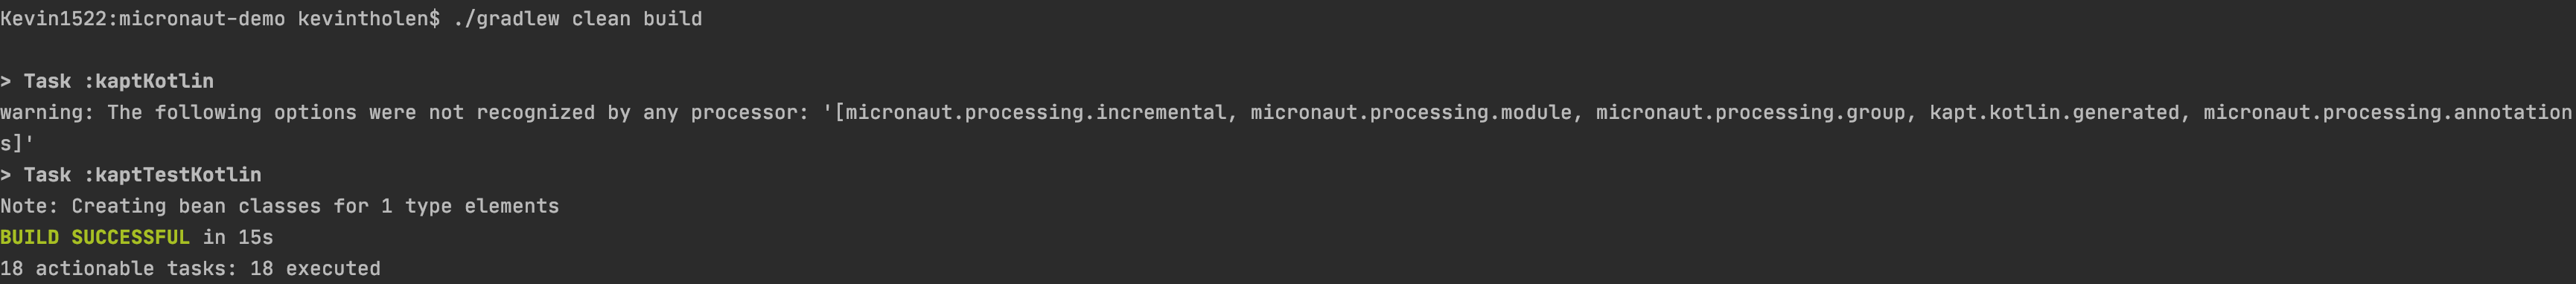 Kevin1522:micronaut-demo kevintholen$ ./gradlew clean build
> Task :kaptKotlin
warning: The following options were not recognized by any processor: '[micronaut.processing.incremental, micronaut.processing.module, micronaut.processing.group, kapt.kotlin.generated, micronaut.processing.annotation
s]'
> Task :kaptTestKotlin
Note: Creating bean classes for 1 type elements
BUILD SUCCESSFUL in 15s
18 actionable tasks: 18 executed